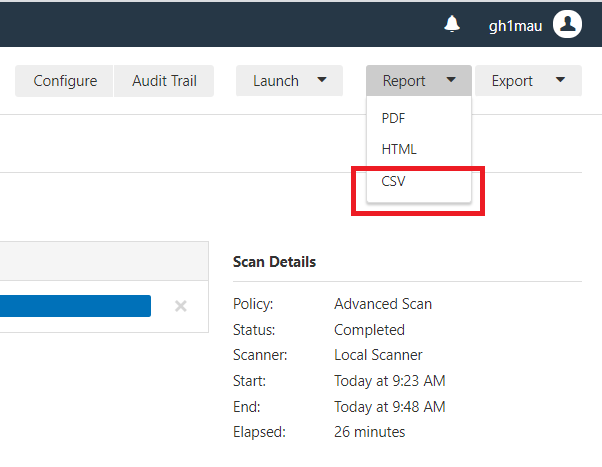 gh1mau
Configure Audit Trail Launch Report Export
PDF
HTML
CSV
Scan Details
Policy: Advanced Scan
Status: Completed
Scanner: Local Scanner
Start: Today at 9:23 AM
End: Today at 9:48 AM
Elapsed: 26 minutes